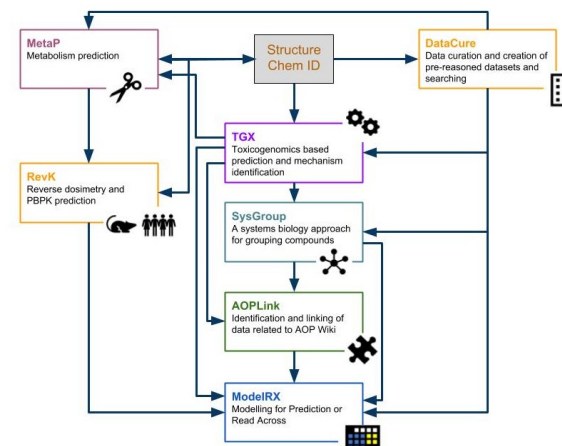 MetaP
Metabolism prediction
Structure
Chem ID
DataCure
Data curation and creation of
pre-reasoned datasets and
searching
TGX
Toxicogenomics based
prediction and mechanism
identification
RevK
Reverse dosimetry and
PBPK prediction
SysGroup
A systems biology approach
for grouping compounds
AOPLink
Identification and linking of
data related to AOP Wiki
ModelRX
Modelling for Prediction or
Read Across